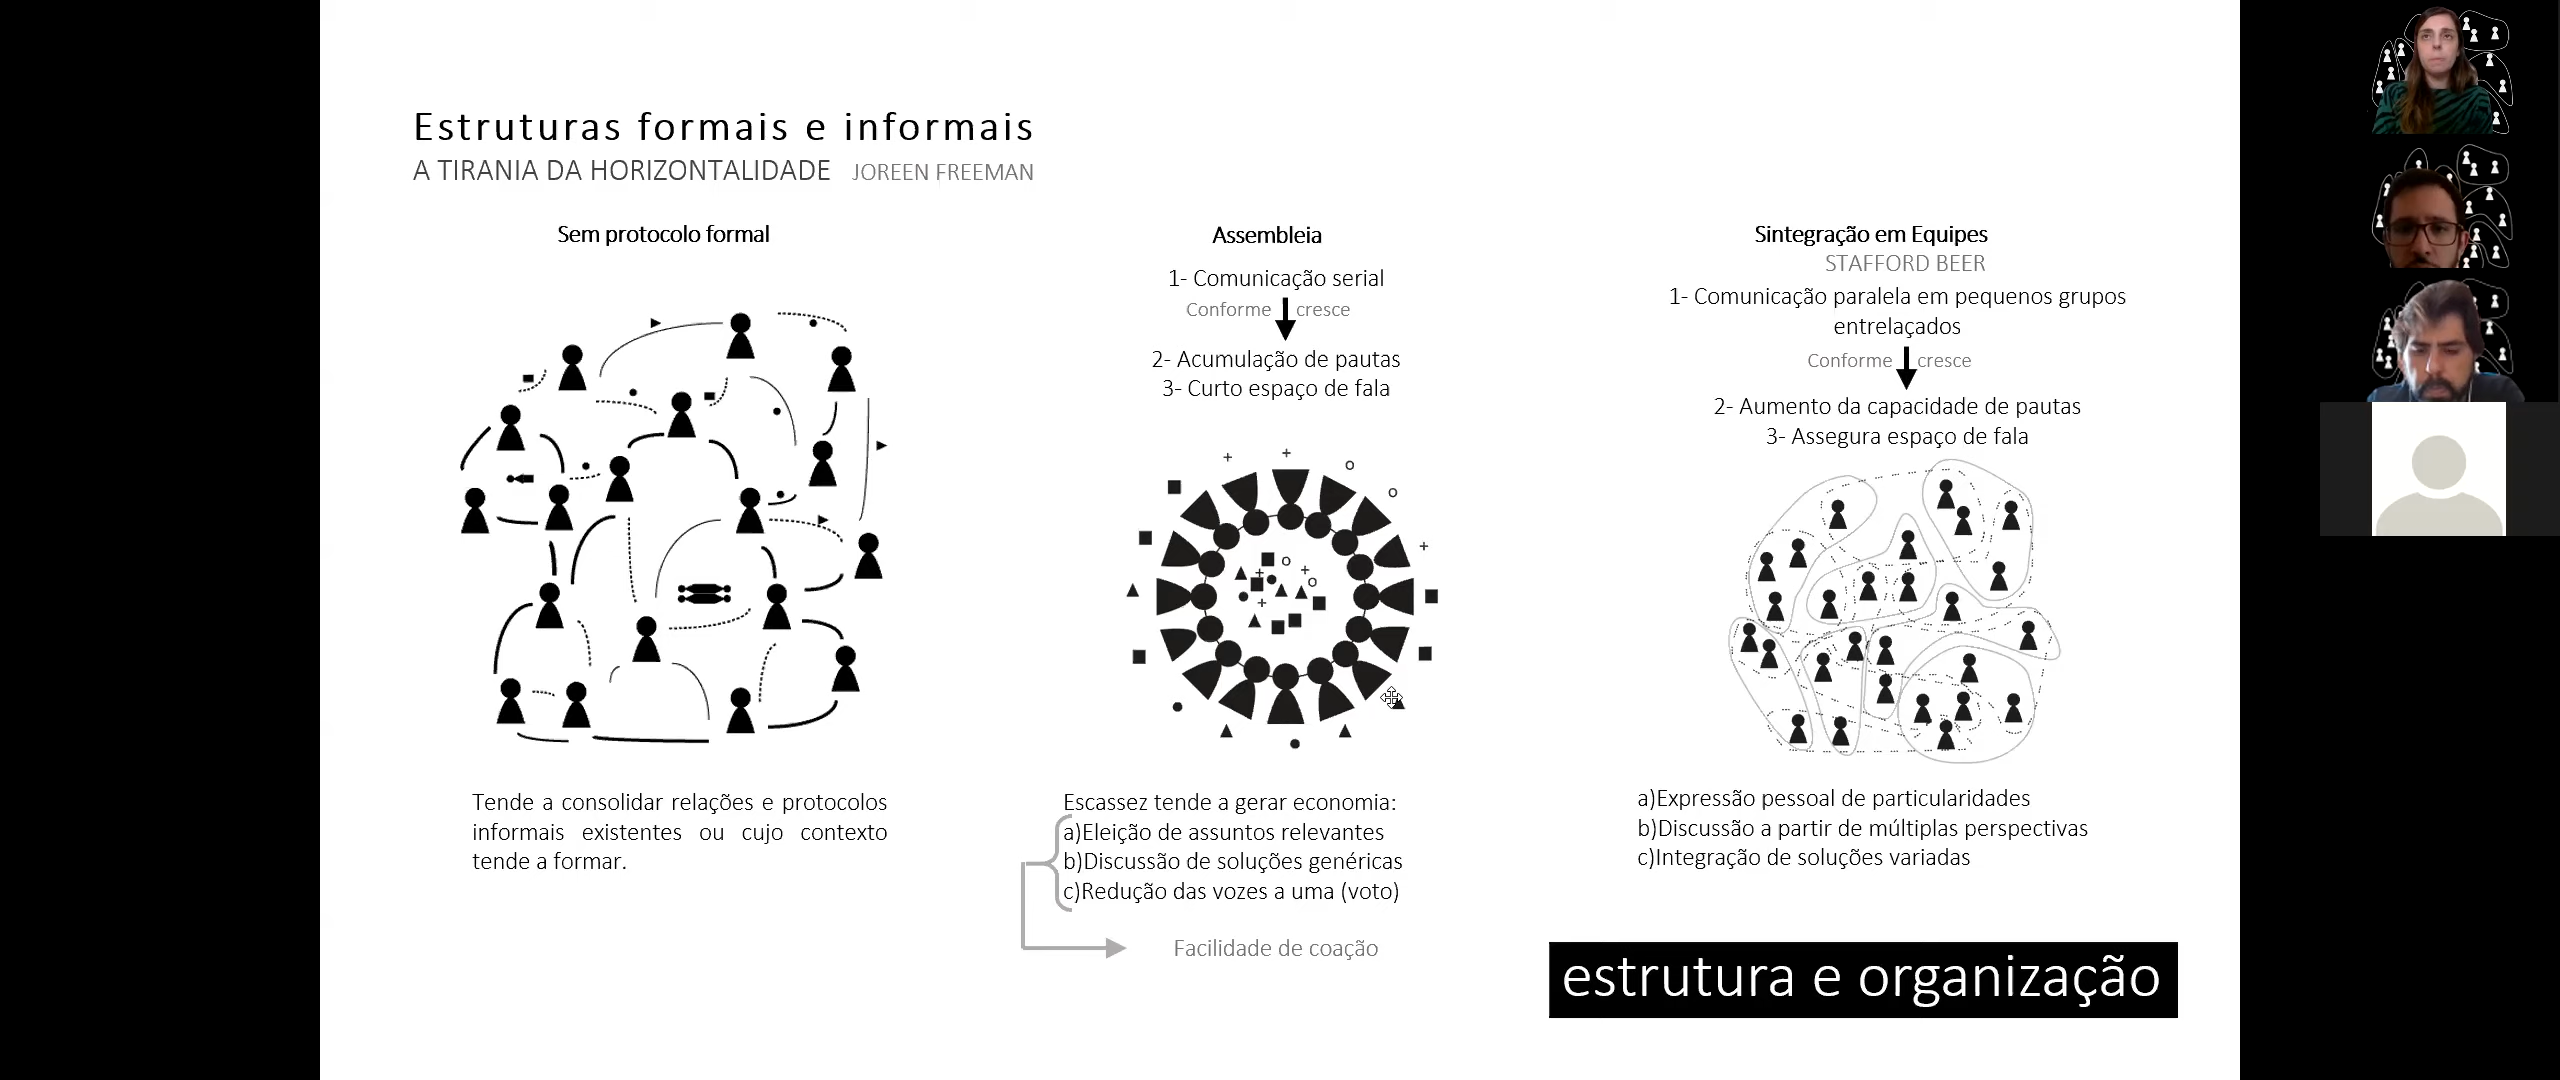 Estruturas formais e informais
A TIRANIA DA HORIZONTALIDADE JOREEN FREEMAN
Sem protocolo formal
Tende a consolidar relações e protocolos
informais existentes ou cujo contexto
tende a formar.
Assembleia
1- Comunicação serial
Conforme cresce
2- Acumulação de pautas
3- Curto espaço de fala
Escassez tende a gerar economia:
a)Eleição de assuntos relevantes
b)Discussão de soluções genéricas
c)Redução das vozes a uma (voto)
Facilidade de coação
Sintegração em Equipes
STAFFORD BEER
1- Comunicação paralela em pequenos grupos
entrelaçados
Conforme cresce
2- Aumento da capacidade de pautas
3- Assegura espaço de fala
a)Expressão pessoal de particularidades
b)Discussão a partir de múltiplas perspectivas
c)Integração de soluções variadas
estrutura e organização